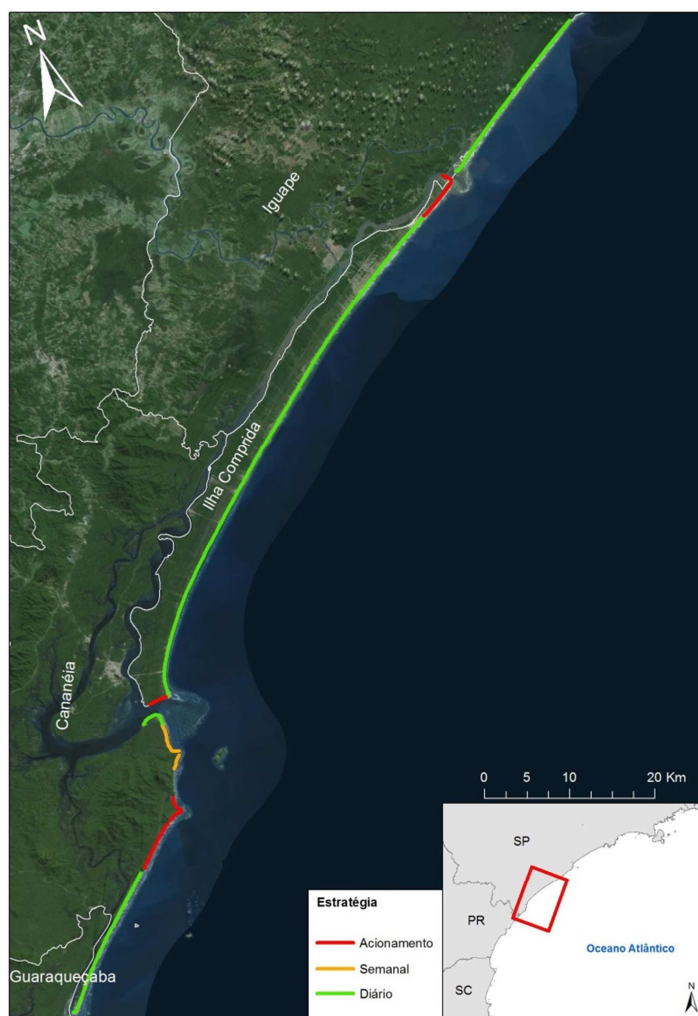 N
Iguape
Ilha Comprida
Cananéia
Guaraqueçaba
0 5 10 20 Km
Estratégia
Acionamento
Semanal
Diário
SP
PR
SC
Oceano Atlântico
N